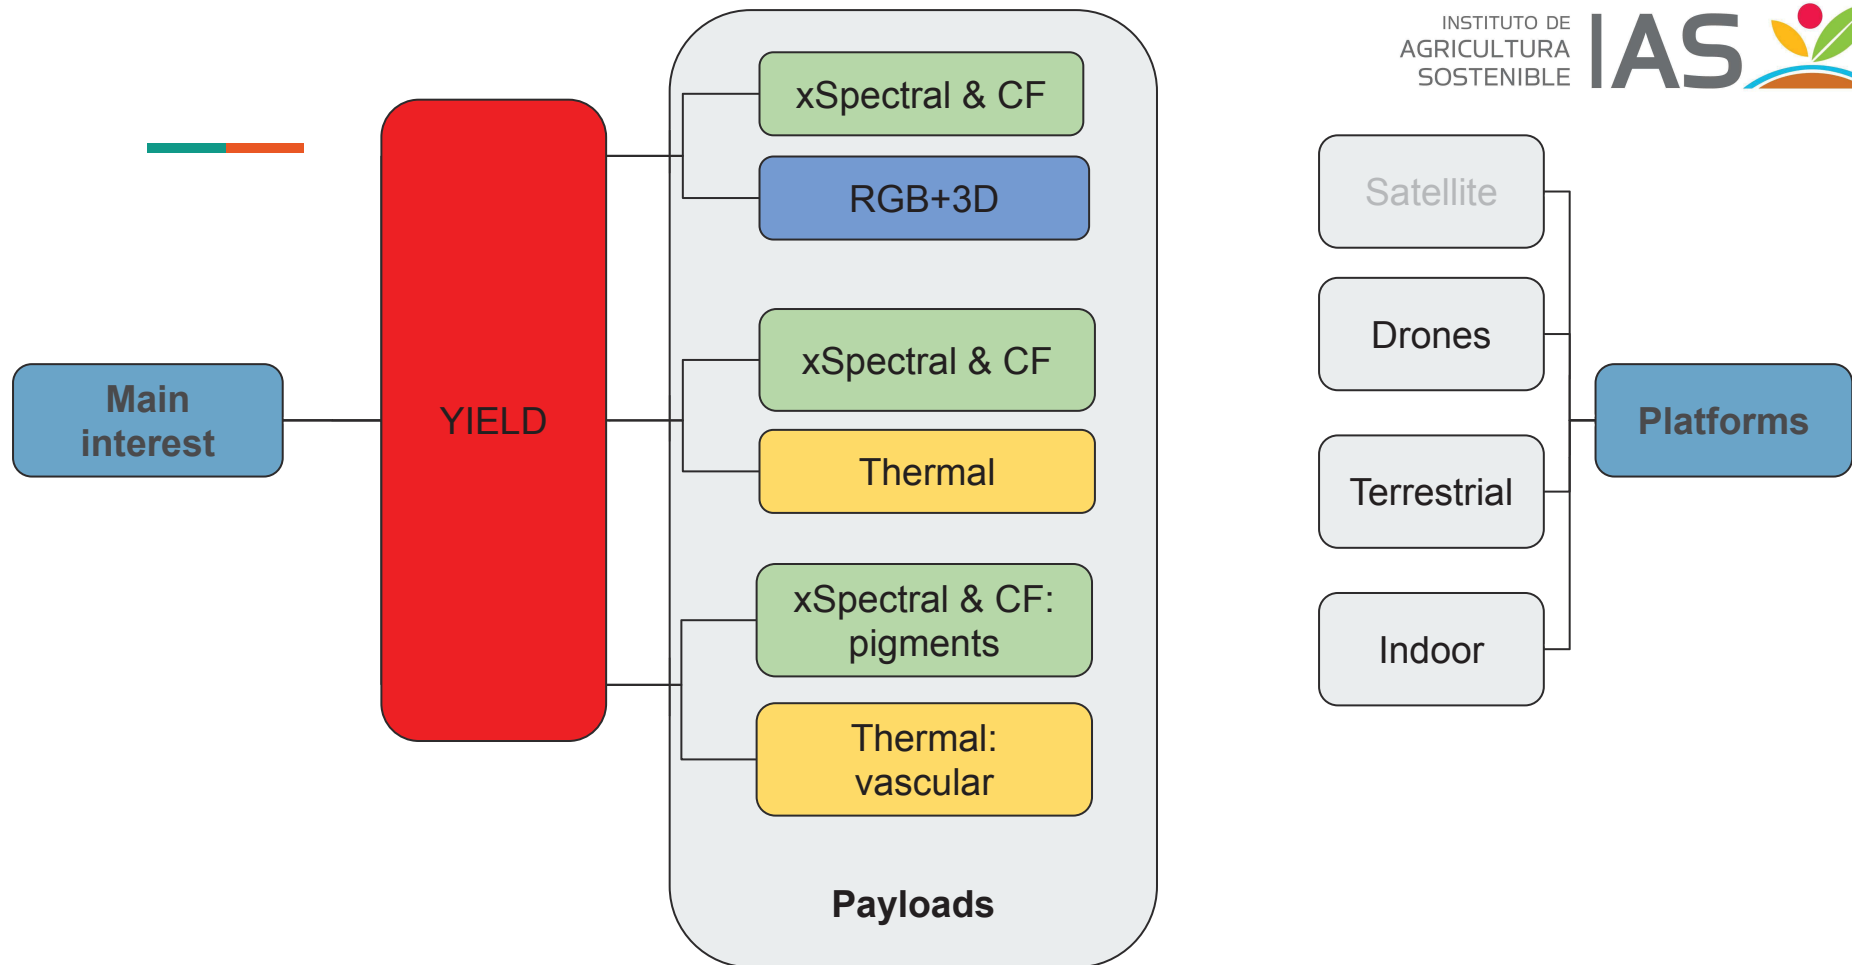 INSTITUTO DE
AGRICULTURA
SOSTENIBLE
IAS
Main
interest
YIELD
xSpectral & CF
RGB+3D
xSpectral & CF
Thermal
xSpectral & CF:
pigments
Thermal:
vascular
Payloads
Satellite
Drones
Terrestrial
Indoor
Platforms